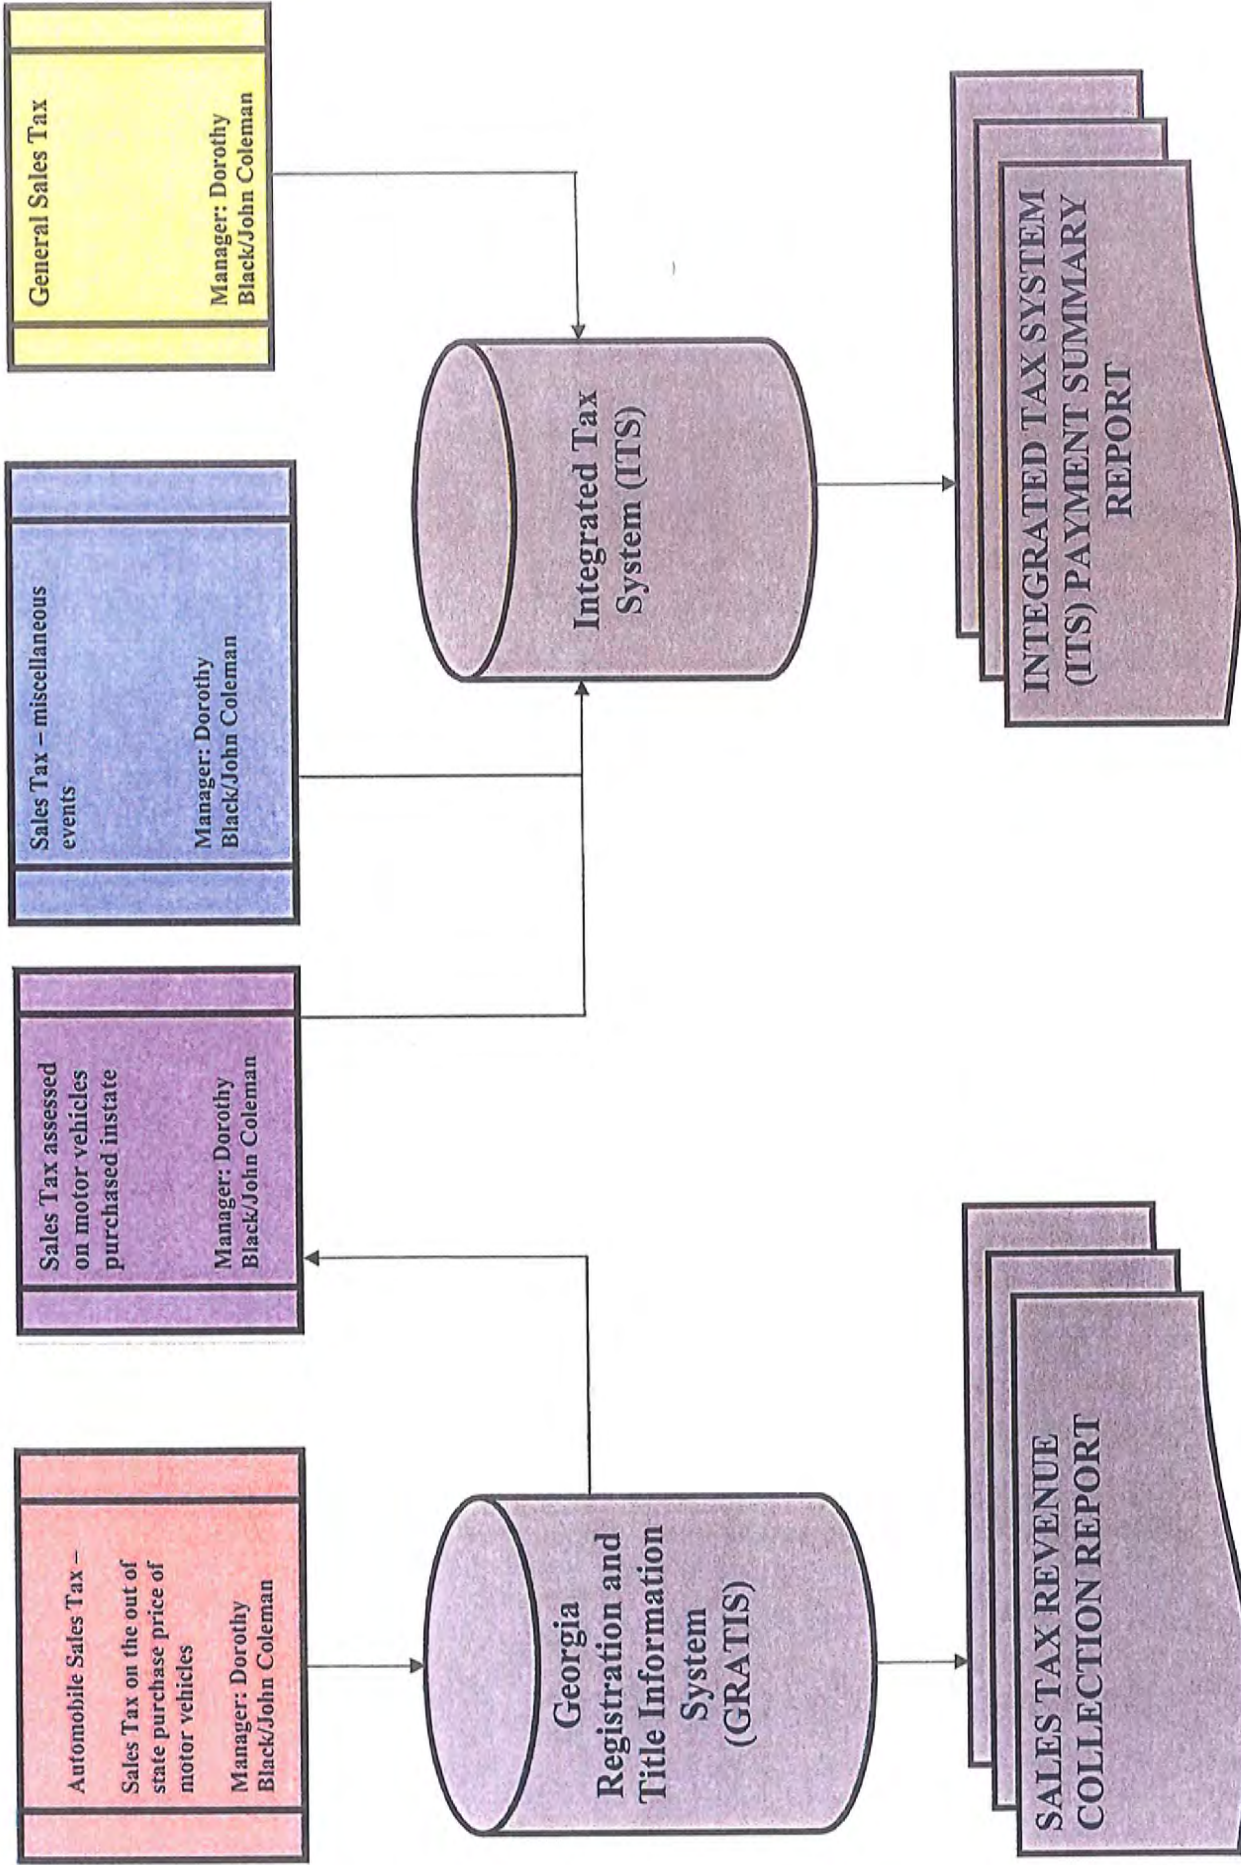 Automobile Sales Tax –
Sales Tax on the out of
state purchase price of
motor vehicles
Manager: Dorothy
Black/John Coleman
Sales Tax assessed
on motor vehicles
purchased instate
Manager: Dorothy
Black/John Coleman
Sales Tax – miscellaneous
events
Manager: Dorothy
Black/John Coleman
General Sales Tax
Manager: Dorothy
Black/John Coleman
Georgia
Registration and
Title Information
System
(GRATIS)
Integrated Tax
System (ITS)
SALES TAX REVENUE
COLLECTION REPORT
INTEGRATED TAX SYSTEM
(ITS) PAYMENT SUMMARY
REPORT